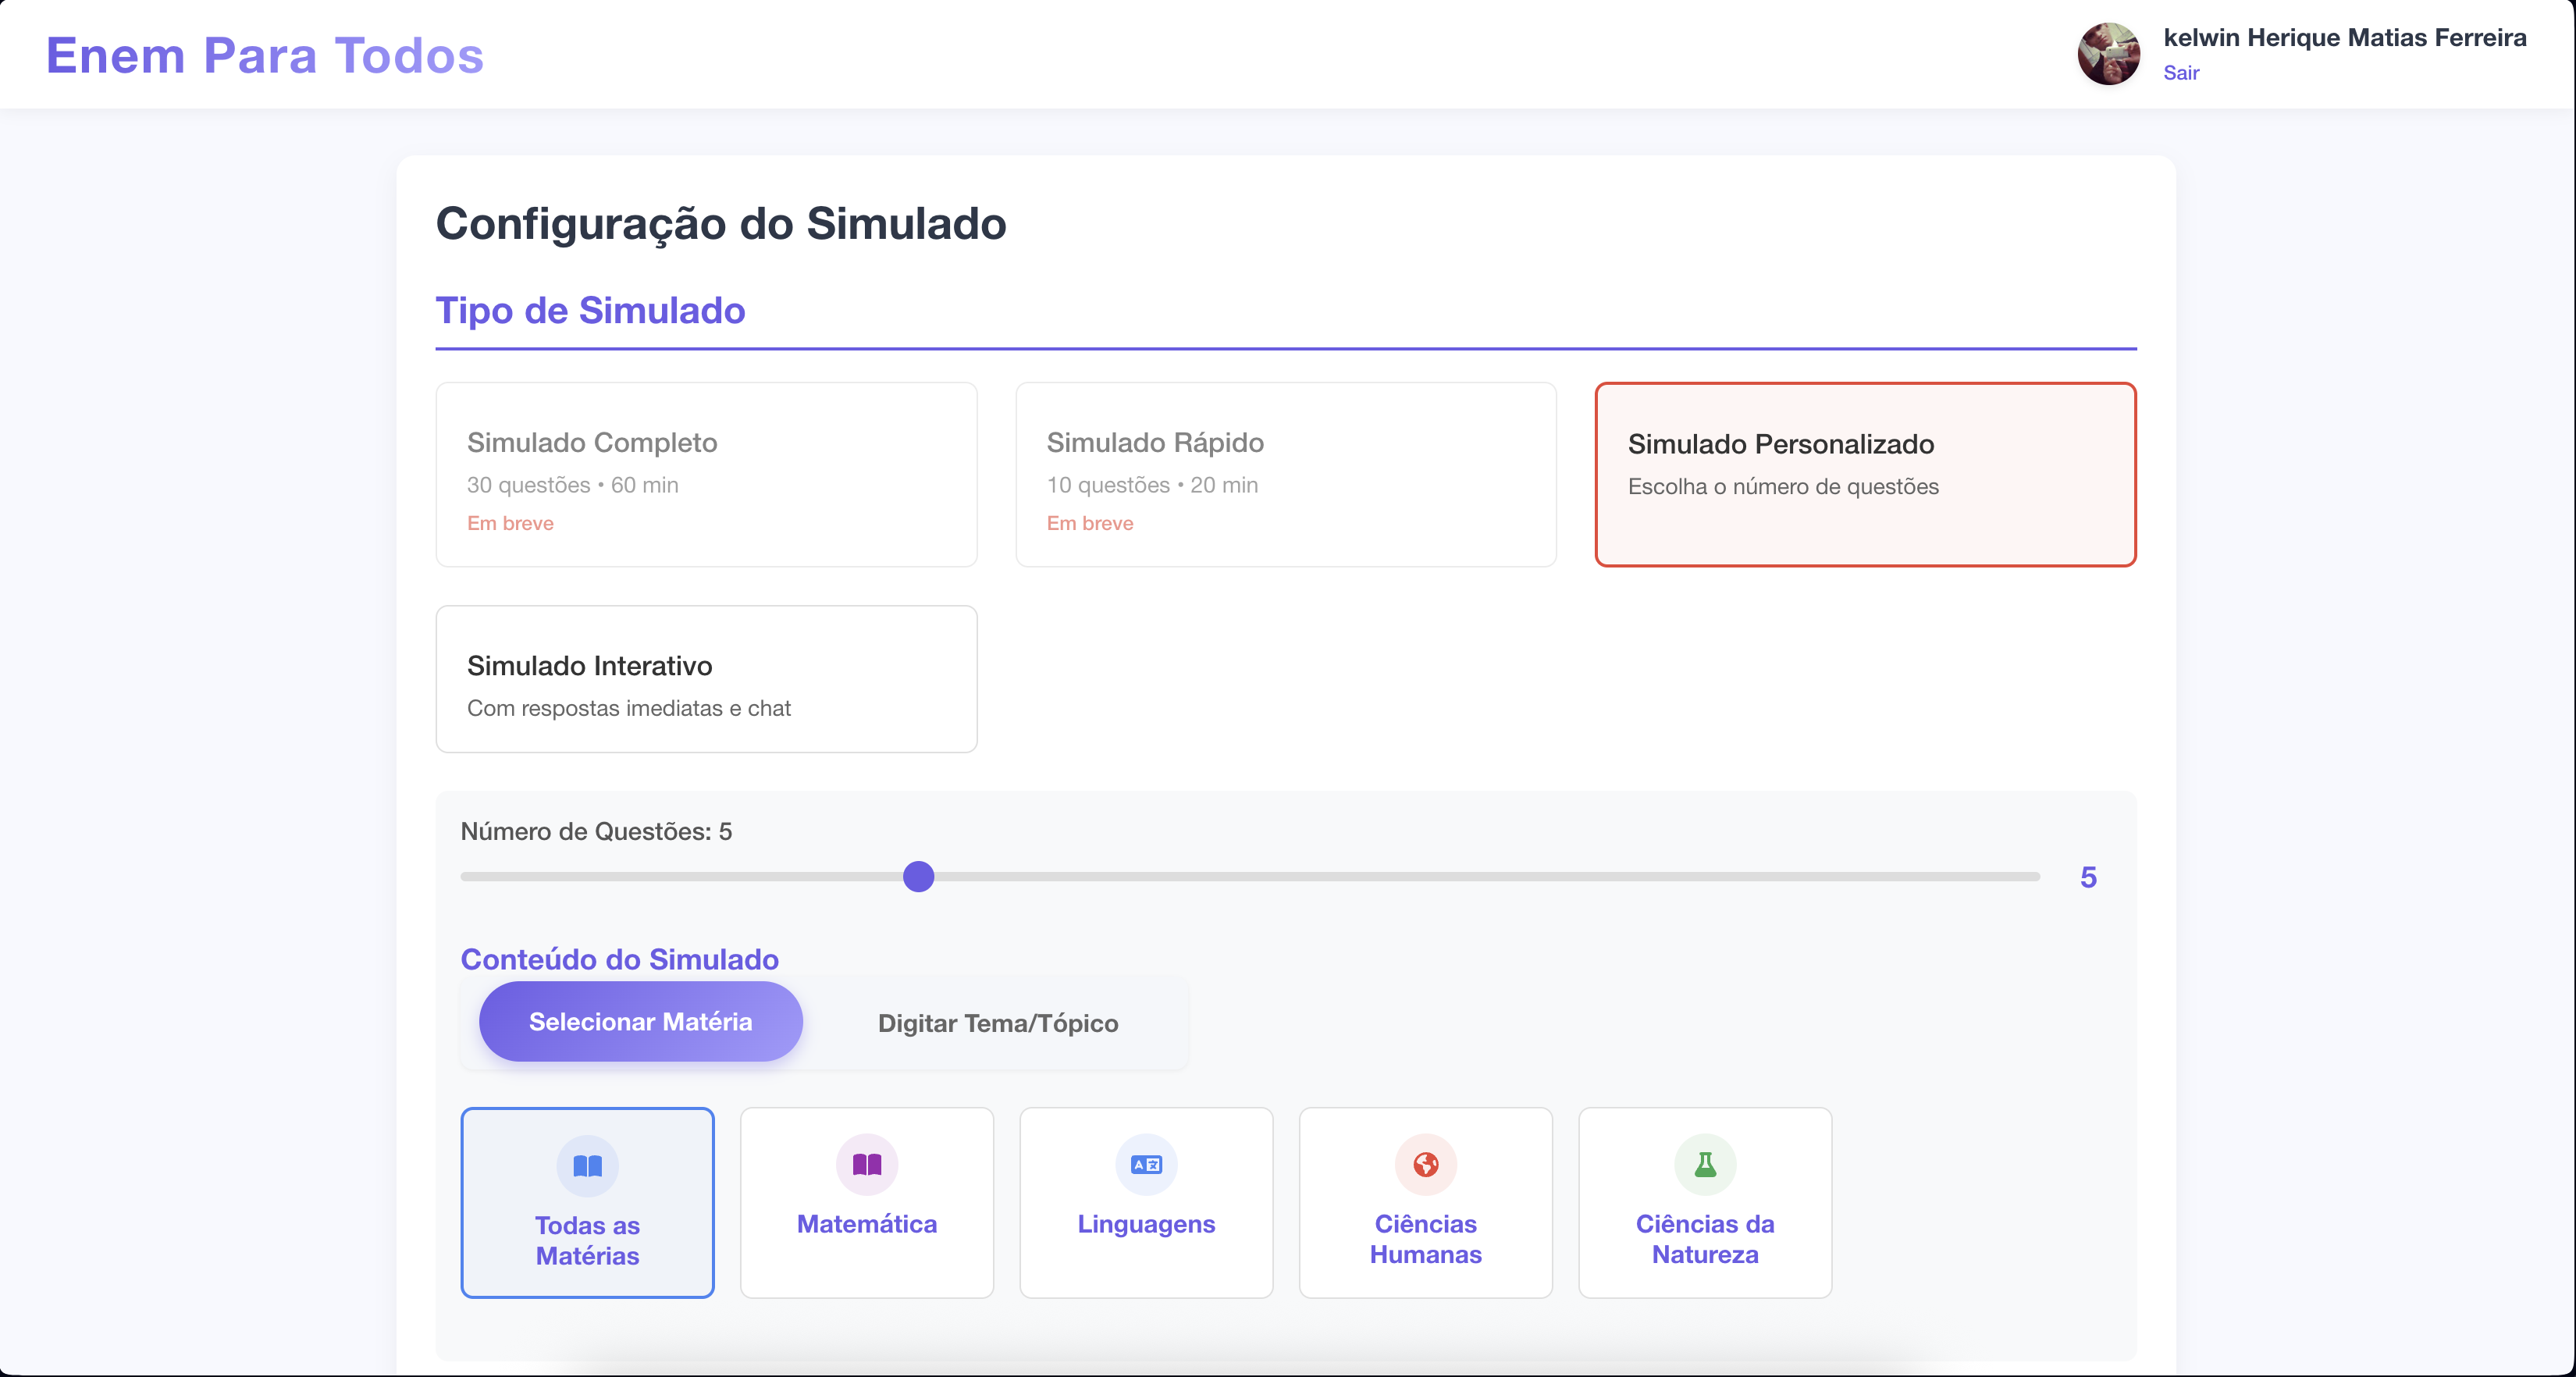 Enem Para Todos
kelwin Herique Matias Ferreira
Sair
Configuração do Simulado
Tipo de Simulado
Simulado Completo
30 questões • 60 min
Em breve
Simulado Rápido
10 questões • 20 min
Em breve
Simulado Personalizado
Escolha o número de questões
Simulado Interativo
Com respostas imediatas e chat
Número de Questões: 5
5
Conteúdo do Simulado
Selecionar Matéria
Digitar Tema/Tópico
Todas as
Matérias
Matemática
Linguagens
Ciências
Humanas
Ciências da
Natureza